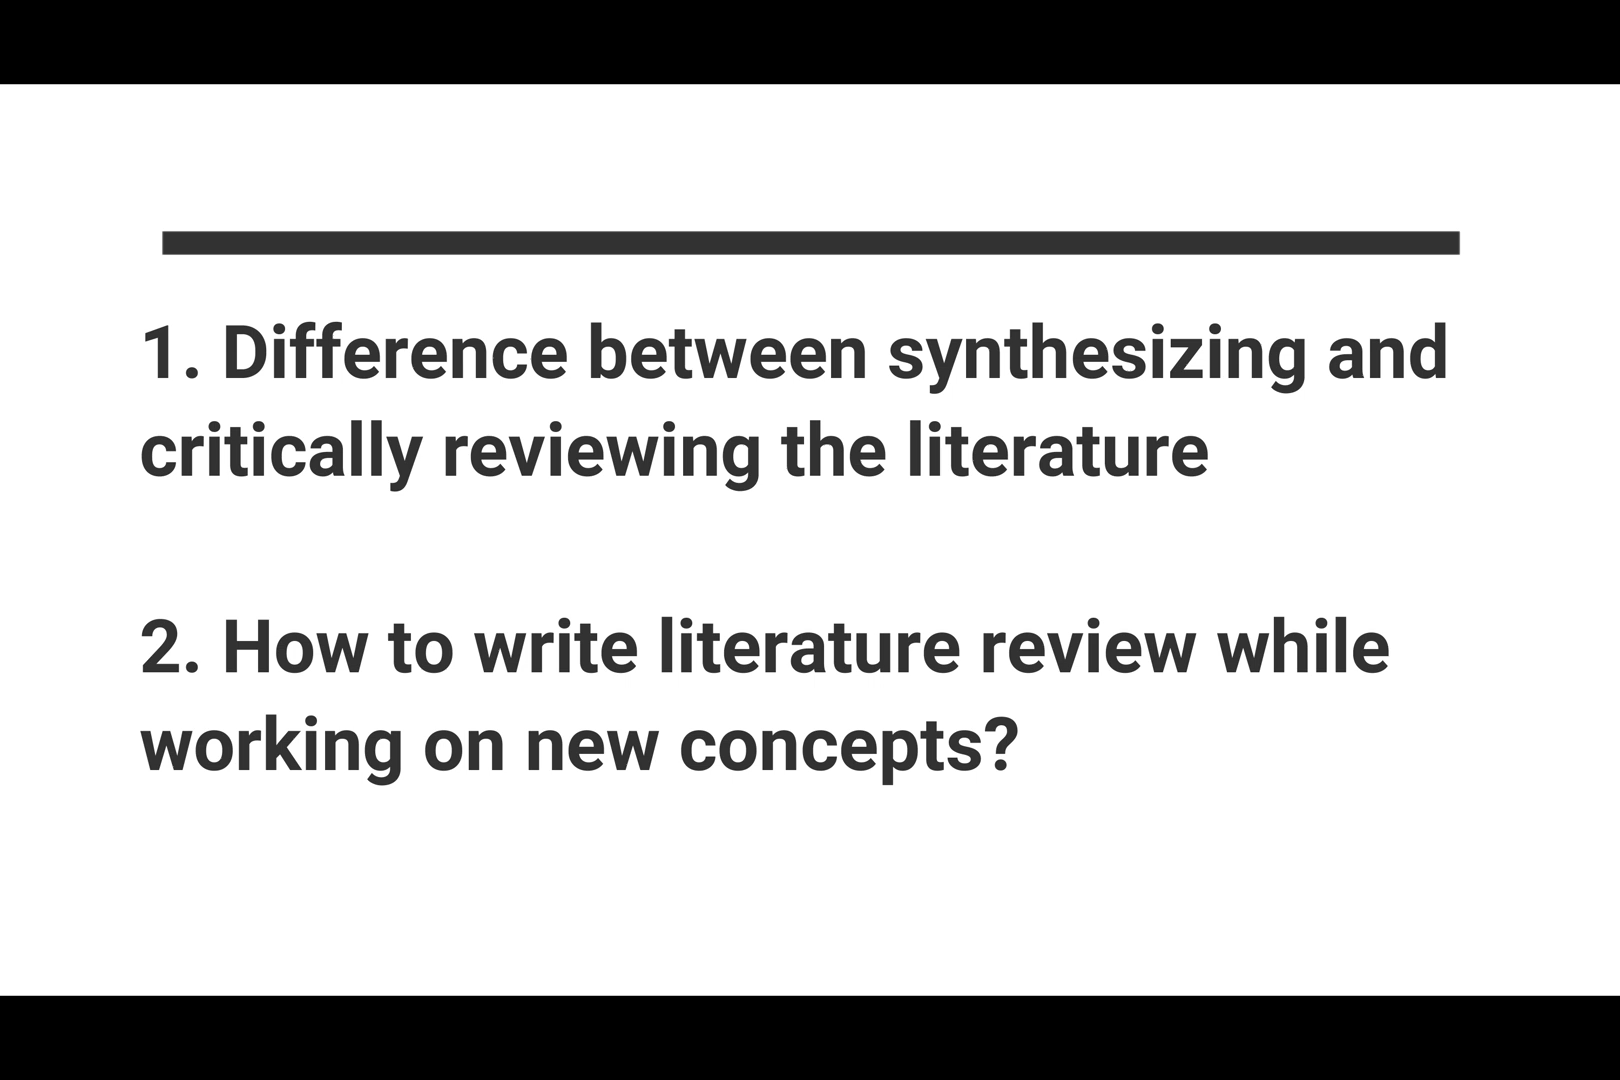 1. Difference between synthesizing and
critically reviewing the literature
2. How to write literature review while
working on new concepts?